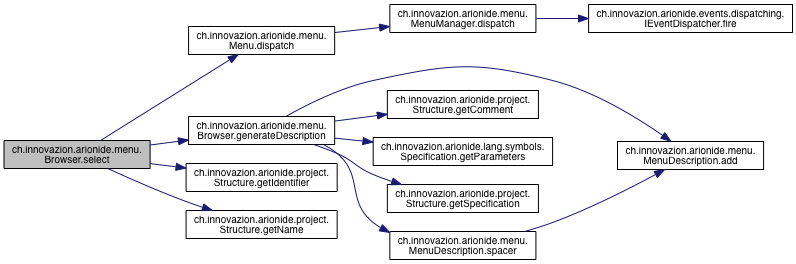 ch.innovazion.arionide.menu.
Browser.select
ch.innovazion.arionide.menu.
Menu.dispatch
ch.innovazion.arionide.menu.
MenuManager.dispatch
ch.innovazion.arionide.events.dispatching.
IEventDispatcher.fire
ch.innovazion.arionide.menu.
Browser.generateDescription
ch.innovazion.arionide.project.
Structure.getComment
ch.innovazion.arionide.lang.symbols.
Specification.getParameters
ch.innovazion.arionide.project.
Structure.getSpecification
ch.innovazion.arionide.menu.
MenuDescription.spacer
ch.innovazion.arionide.menu.
MenuDescription.add
ch.innovazion.arionide.project.
Structure.getIdentifier
ch.innovazion.arionide.project.
Structure.getName